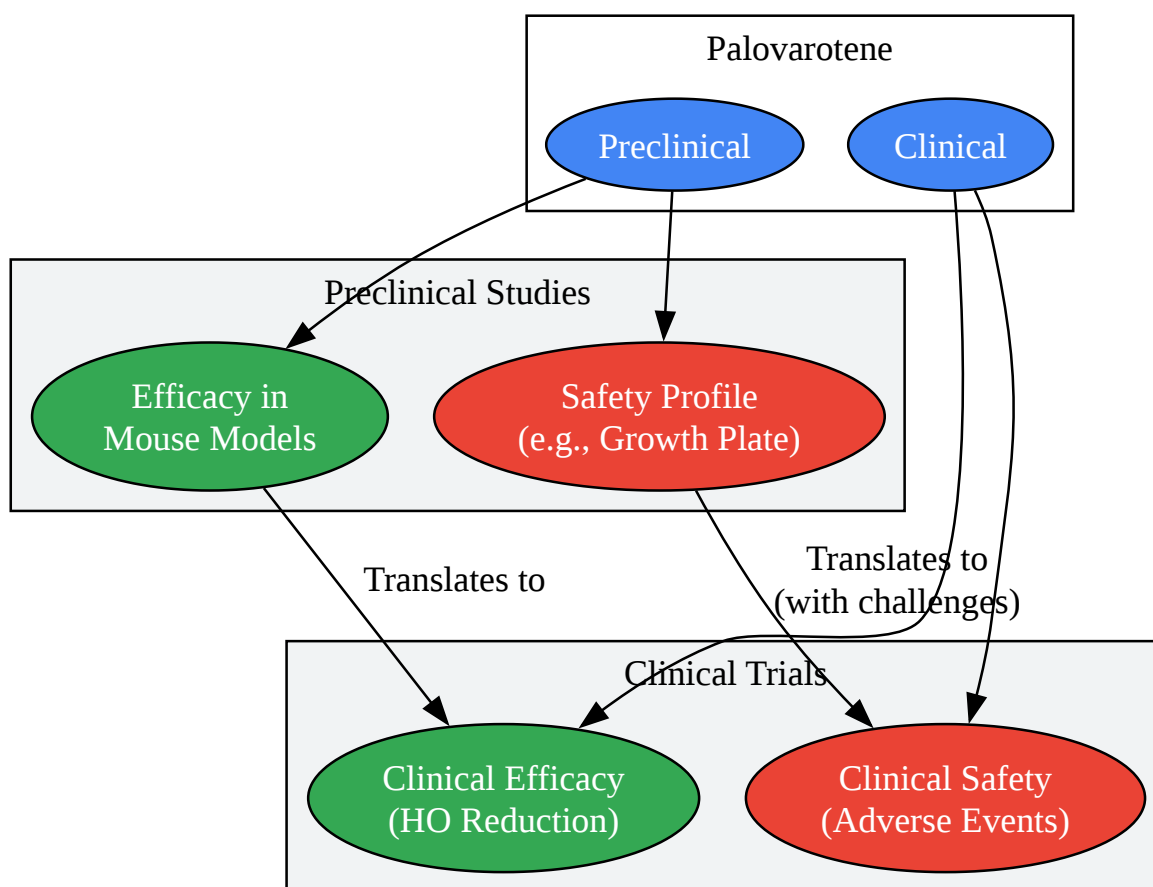 Palovarotene
Preclinical
Clinical
Preclinical Studies
Efficacy in
Mouse Models
Safety Profile
(e.g., Growth Plate)
Translates to
Translates to
(with challenges)
Clinical Trials
Clinical Efficacy
(HO Reduction)
Clinical Safety
(Adverse Events)